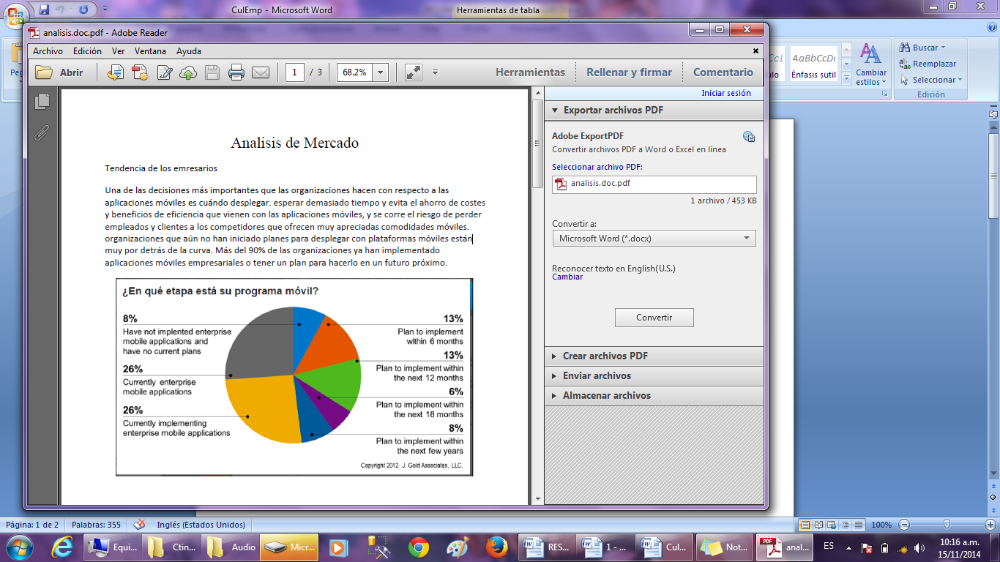 CulEmp - Microsoft Word
Herramientas de tabla
analisis.doc.pdf - Adobe Reader
Archivo Edición Ver Ventana Ayuda
Abrir
1 / 3
68.2%
Herramientas
Rellenar y firmar
Comentario
Iniciar sesión
Analisis de Mercado
Tendencia de los emresarios
Una de las decisiones más importantes que las organizaciones hacen con respecto a las
aplicaciones móviles es cuándo desplegar. esperar demasiado tiempo y evita el ahorro de costes
y beneficios de eficiencia que vienen con las aplicaciones móviles, y se corre el riesgo de perder
empleados y clientes a los competidores que ofrecen muy apreciadas comodidades móviles.
organizaciones que aún no han iniciado planes para desplegar con plataformas móviles están
muy por detrás de la curva. Más del 90% de las organizaciones ya han implementado
aplicaciones móviles empresariales o tener un plan para hacerlo en un futuro próximo.
¿En qué etapa está su programa móvil?
8%
Have not implented enterprise
mobile applications and
have no current plans
26%
Currently enterprise
mobile applications
26%
Currently implementing
enterprise mobile applications
13%
Plan to implement
within 6 months
13%
Plan to implement within
the next 12 months
6%
Plan to implement within
the next 18 months
8%
Plan to implement within
the next few years
Copyright 2012 J. Gold Associates, LLC.
Exportar archivos PDF
Adobe ExportPDF
Convertir archivos PDF a Word o Excel en línea
Seleccionar archivo PDF:
analisis.doc.pdf
1 archivo / 453 KB
Convertir a:
Microsoft Word (*.docx)
Reconocer texto en English(U.S.)
Cambiar
Convertir
Crear archivos PDF
Enviar archivos
Almacenar archivos
AaBbCcDc
Énfasis sutil
Cambiar
estilos
Buscar
Reemplazar
Seleccionar
Edición
Página: 1 de 2
Palabras: 355
Inglés (Estados Unidos)
100%
Equi...
Ctin...
Audio
Micr...
RES...
1 - ...
Cul...
Not...
PDF
anal...
ES
10:16 a.m.
15/11/2014